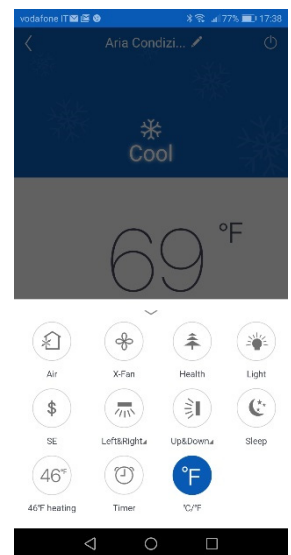 vodafone IT 77% 17:38
Aria Condizi...
Cool
69 °F
Air X-Fan Health Light
$
SE Left&Right Up&Down Sleep
46°F °F
46°F heating Timer °C/°F